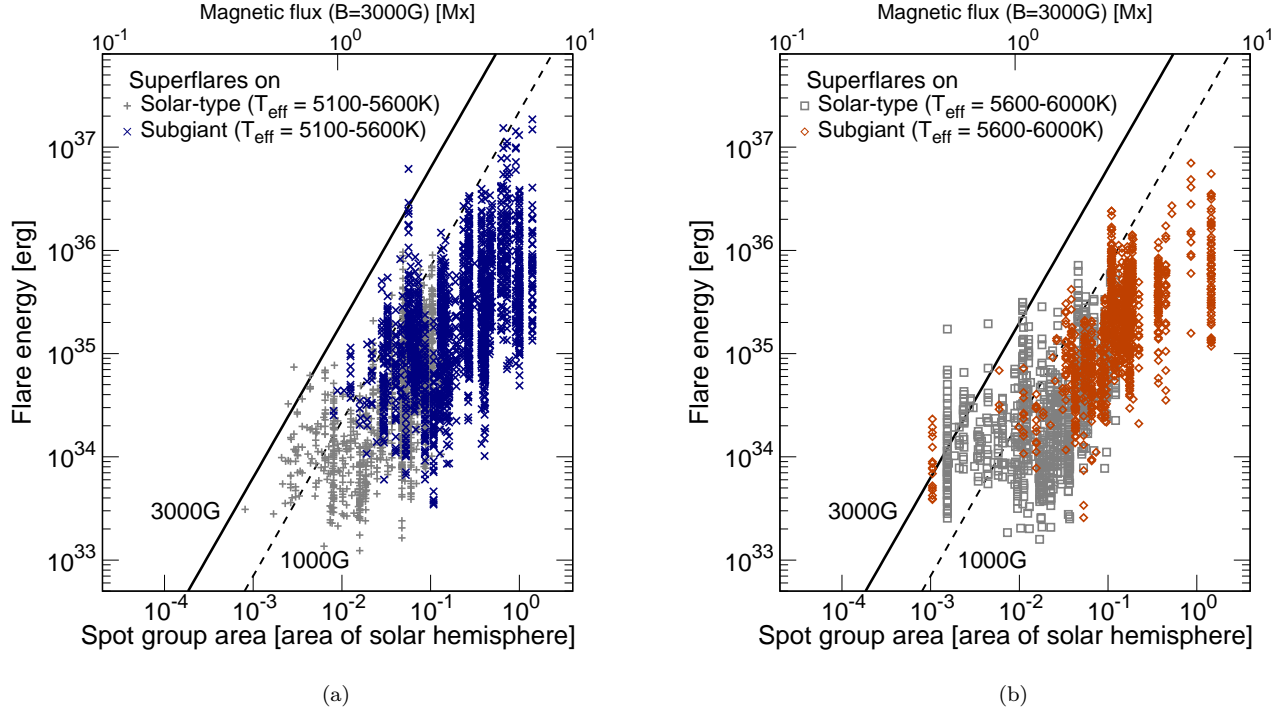 Magnetic flux (B=3000G) [Mx]
10^-1 10^0 10^1
Superflares on
Solar-type (T_eff = 5100-5600K)
Subgiant (T_eff = 5100-5600K)
10^37
10^36
10^35
10^34
10^33
Flare energy [erg]
3000G
1000G
10^-4 10^-3 10^-2 10^-1 10^0
Spot group area [area of solar hemisphere]
(a)
Magnetic flux (B=3000G) [Mx]
10^-1 10^0 10^1
Superflares on
Solar-type (T_eff = 5600-6000K)
Subgiant (T_eff = 5600-6000K)
10^37
10^36
10^35
10^34
10^33
Flare energy [erg]
3000G
1000G
10^-4 10^-3 10^-2 10^-1 10^0
Spot group area [area of solar hemisphere]
(b)